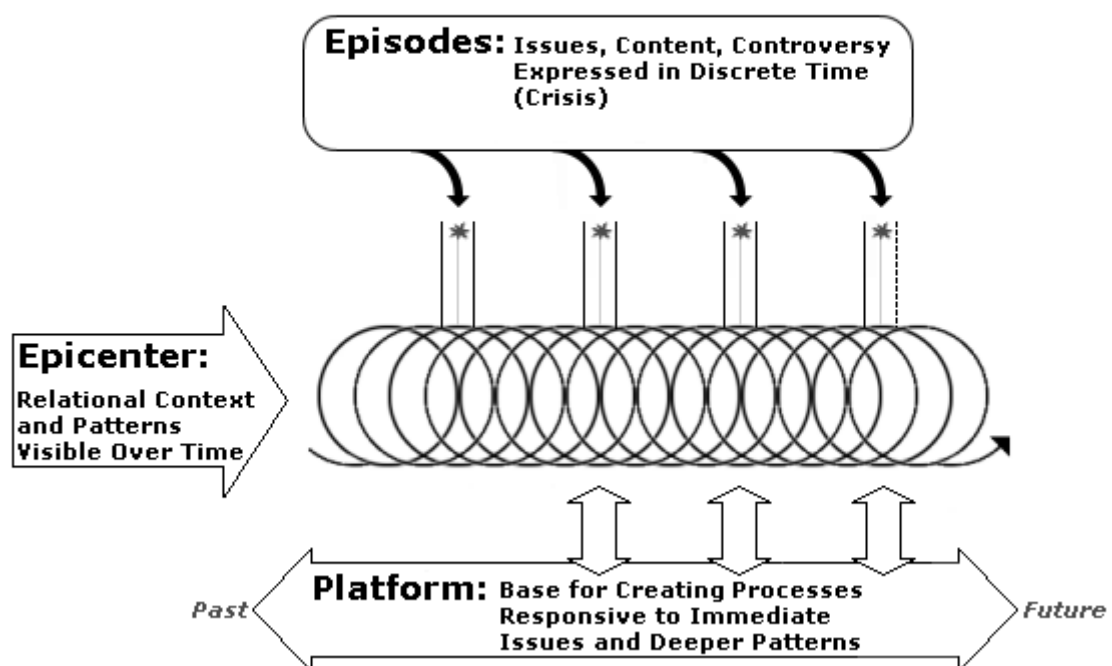 Episodes: Issues, Content, Controversy
Expressed in Discrete Time
(Crisis)
Epicenter:
Relational Context
and Patterns
Visible Over Time
Platform: Base for Creating Processes
Responsive to Immediate
Issues and Deeper Patterns
Past
Future